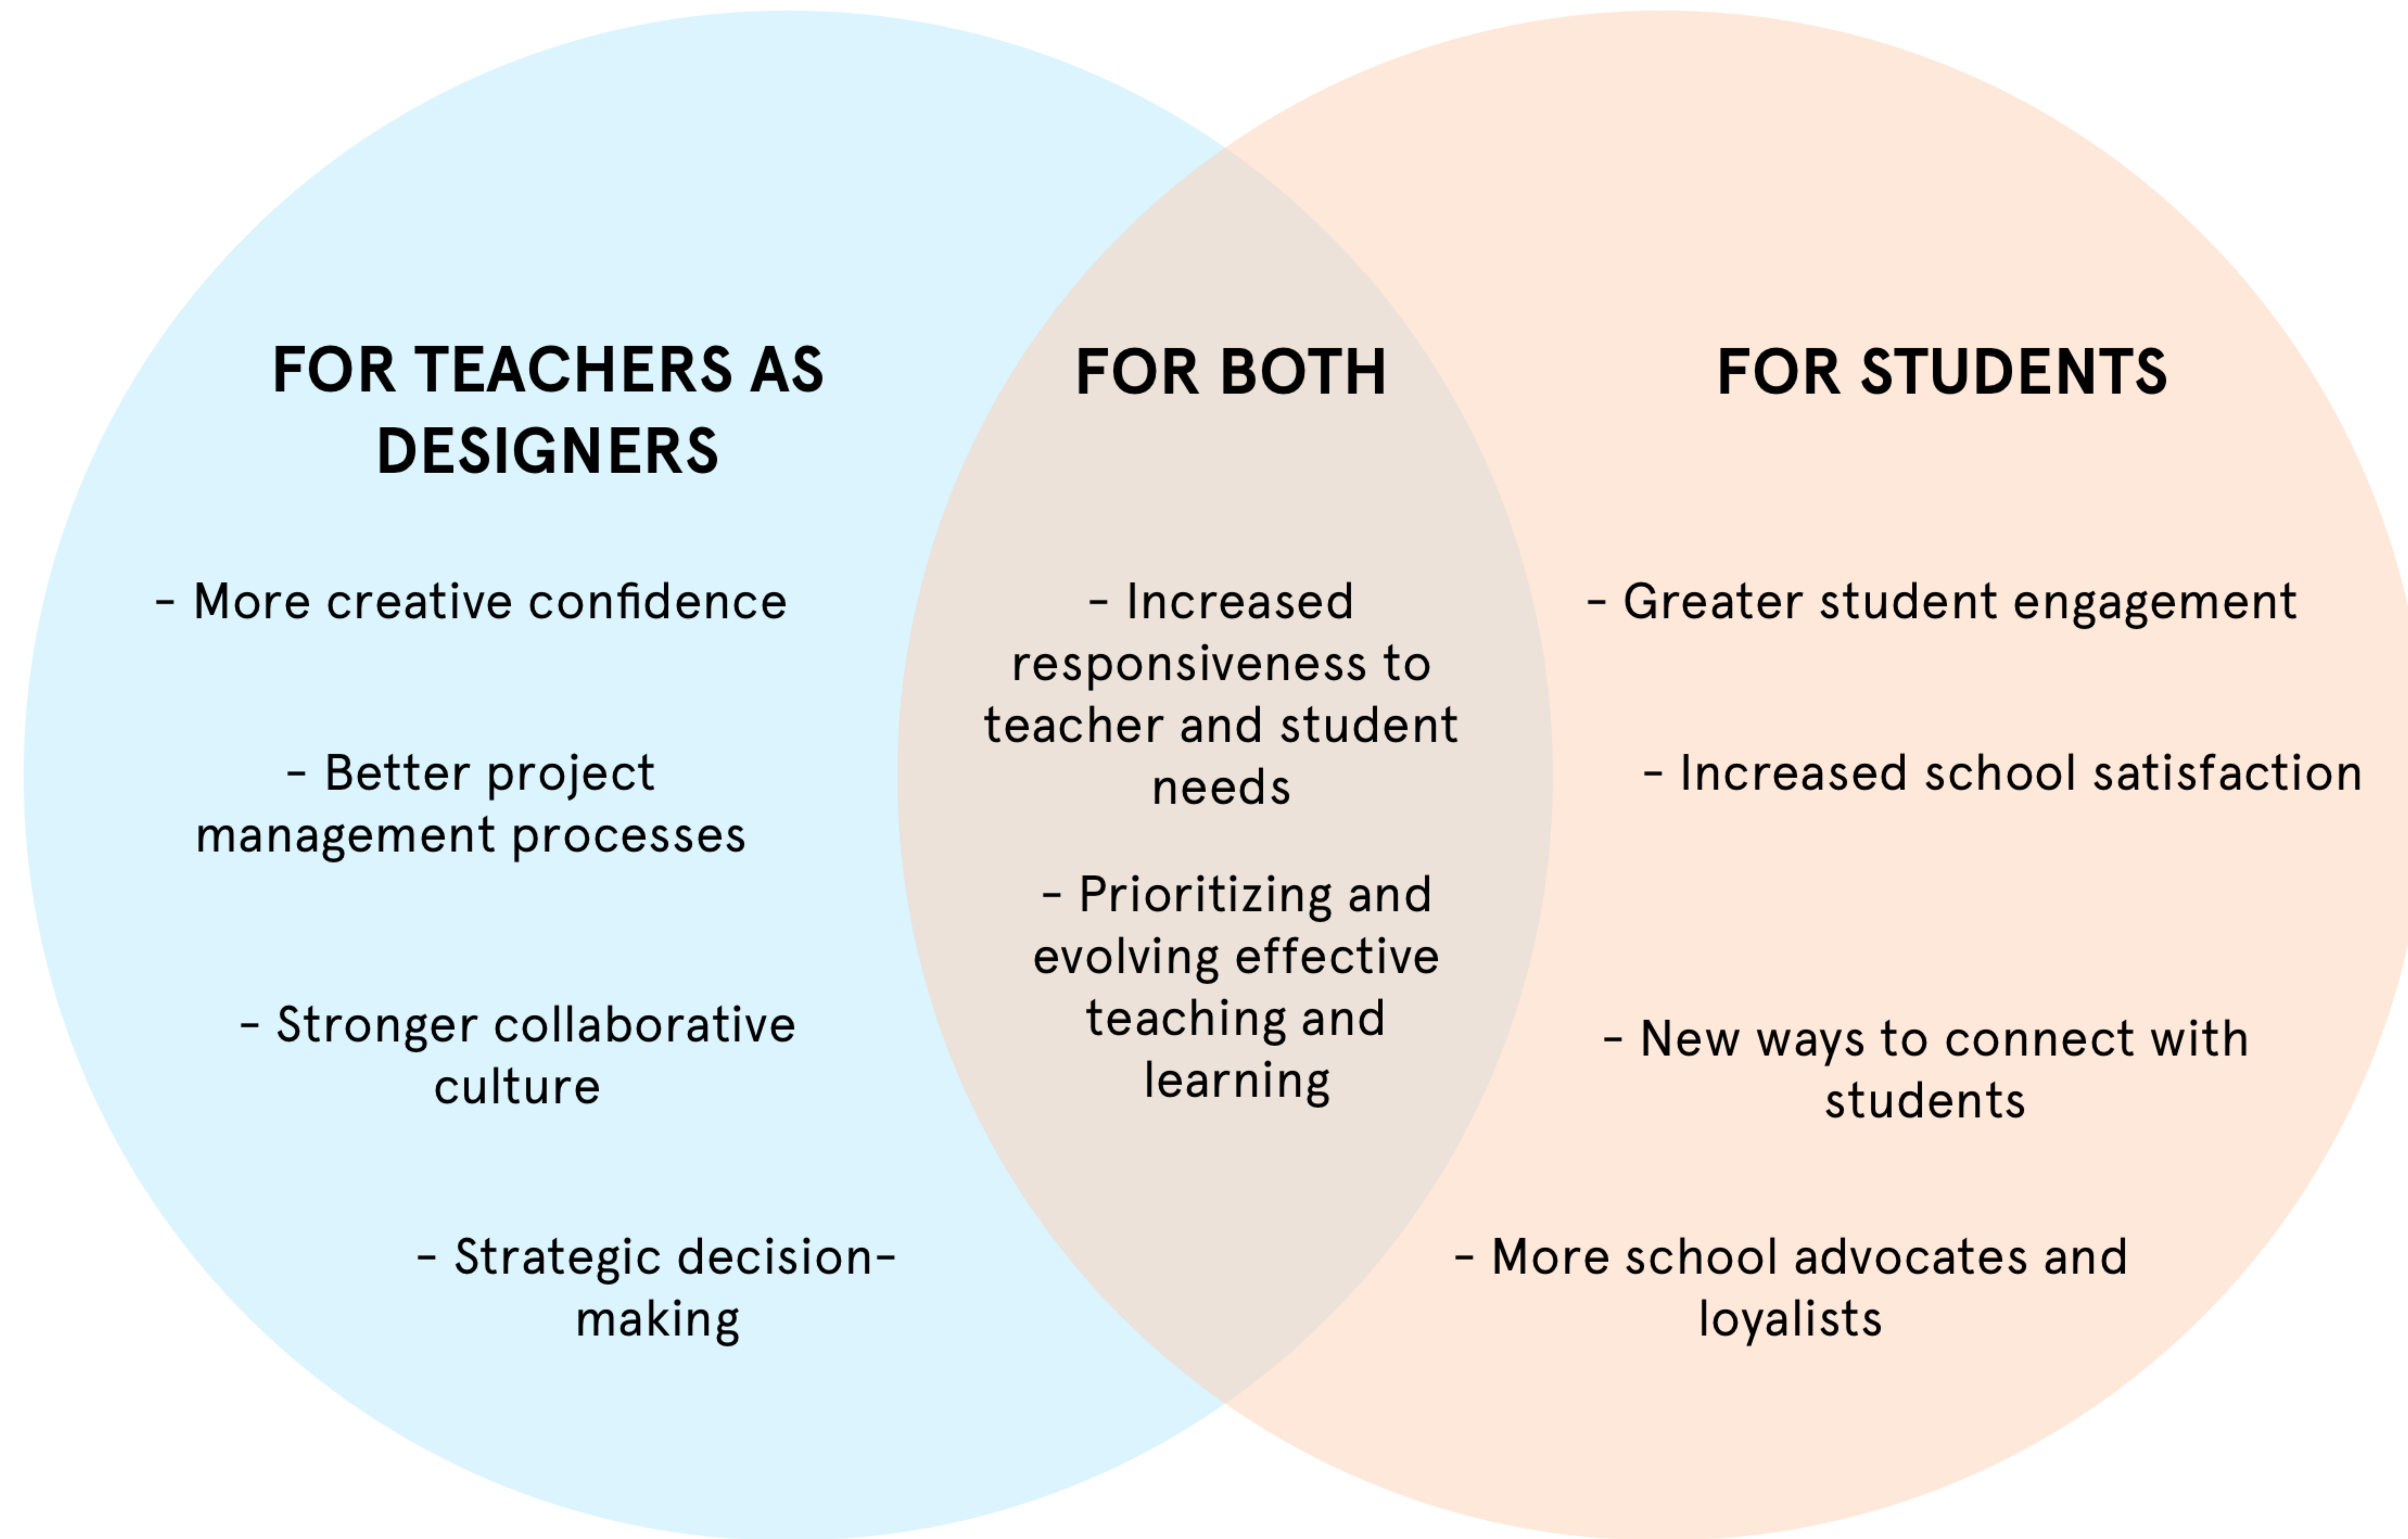 FOR TEACHERS AS
DESIGNERS
- More creative confidence
- Better project
management processes
- Stronger collaborative
culture
- Strategic decision-
making
FOR BOTH
- Increased
responsiveness to
teacher and student
needs
- Prioritizing and
evolving effective
teaching and
learning
FOR STUDENTS
- Greater student engagement
- Increased school satisfaction
- New ways to connect with
students
- More school advocates and
loyalists